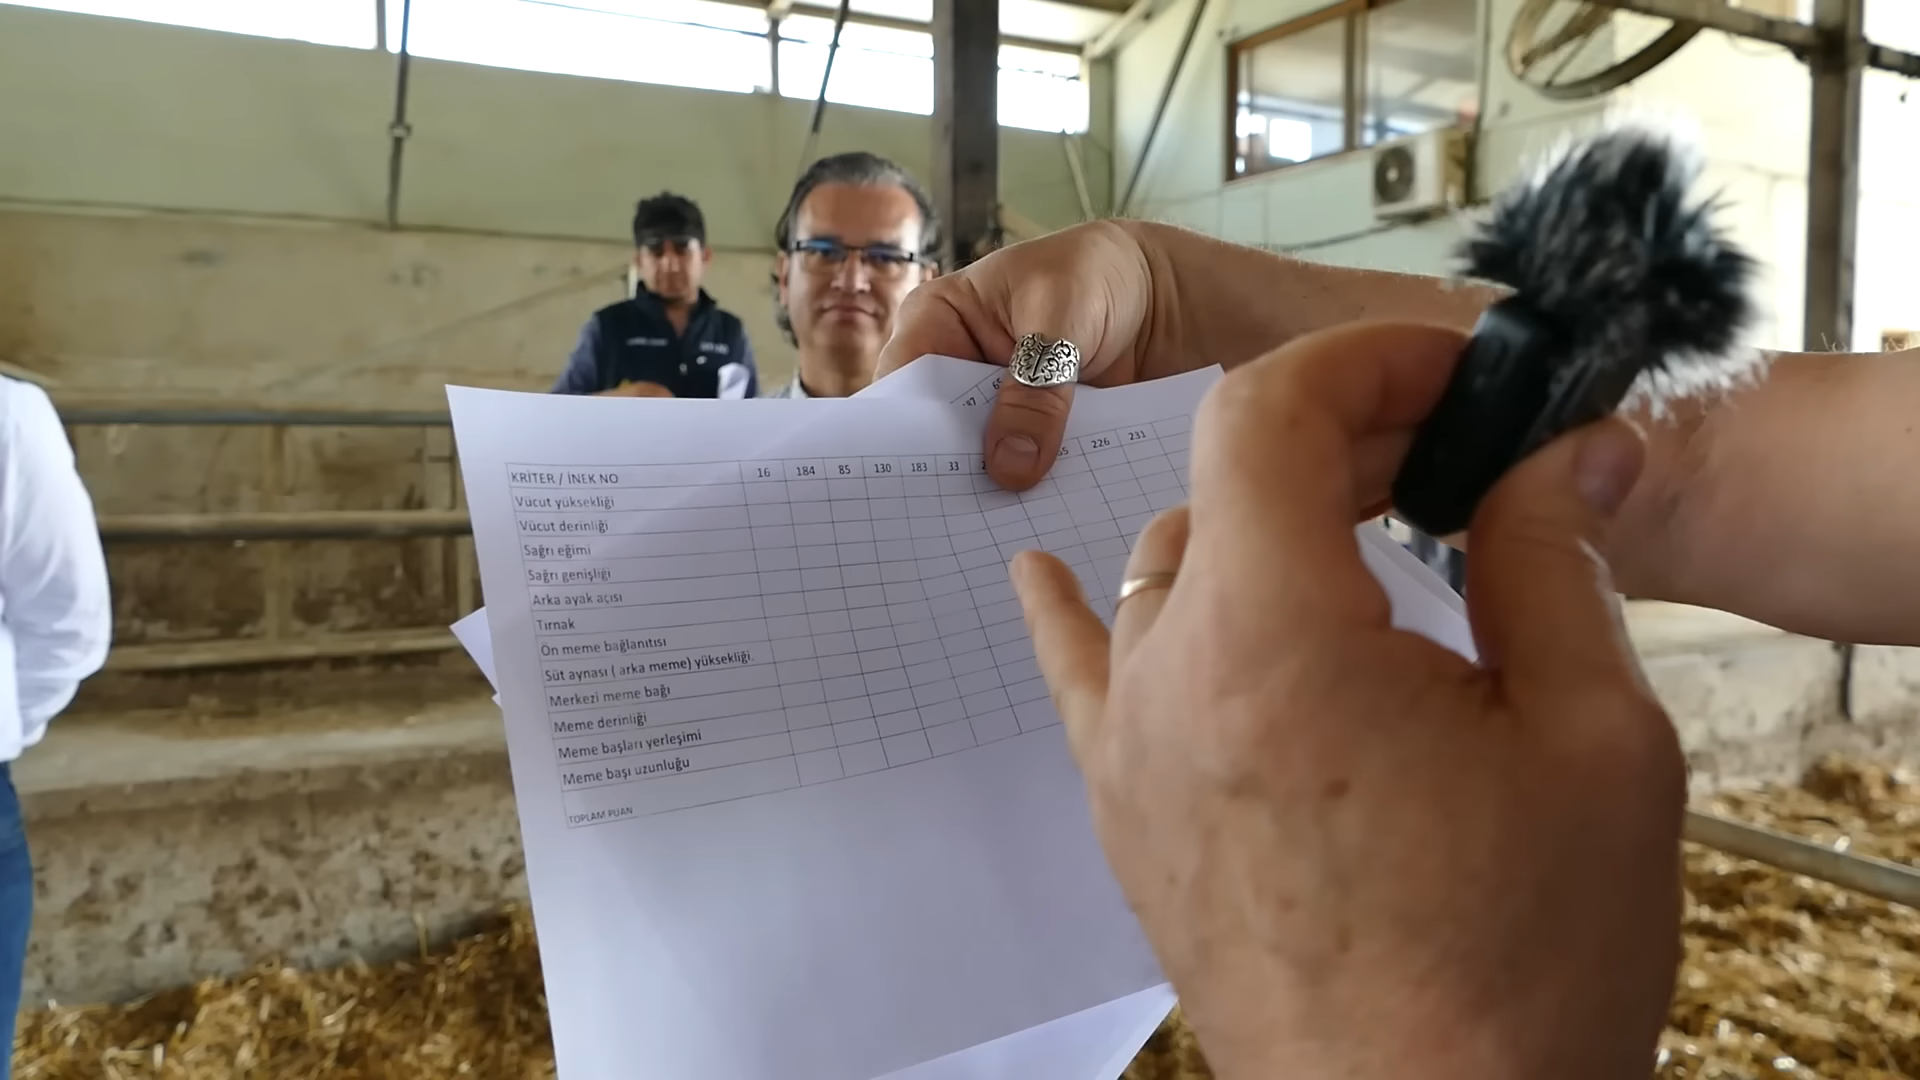 KRİTER / İNEK NO 16 184 85 130 183 33 226 231
Vücut yüksekliği
Vücut derinliği
Sağrı eğimi
Sağrı genişliği
Arka ayak açısı
Tırnak
Ön meme bağlanıtısı
Süt aynası ( arka meme) yüksekliği
Merkezi meme bağı
Meme derinliği
Meme başları yerleşimi
Meme başı uzunluğu
TOPLAM PUAN